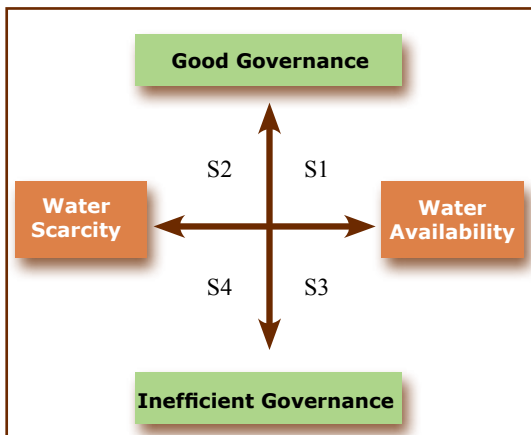 Good Governance
S2 S1
Water
Scarcity
Water
Availability
S4 S3
Inefficient Governance